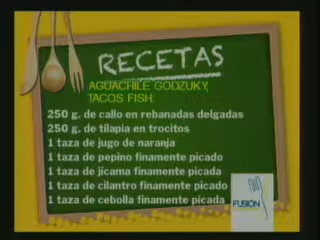 RECETAS
AGUACHILE GODZUKY,
TACOS FISH:
250 g. de callo en rebanadas delgadas
250 g. de tilapia en trocitos
1 taza de jugo de naranja
1 taza de pepino finamente picado
1 taza de jicama finamente picada
1 taza de cilantro finamente picado
1 taza de cebolla finamente picada
FUSION